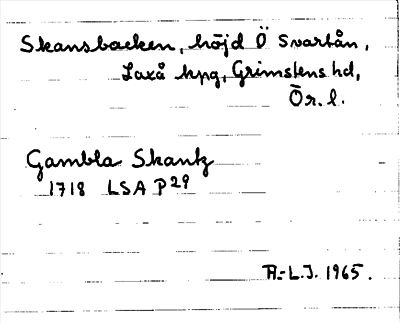 Skansbacken, höjd Ö Svartån,
Laxå kpg, Grimstens hd,
Ör. l.
Gambla Skantz
1718 LSA P29
A.-L.J. 1965.